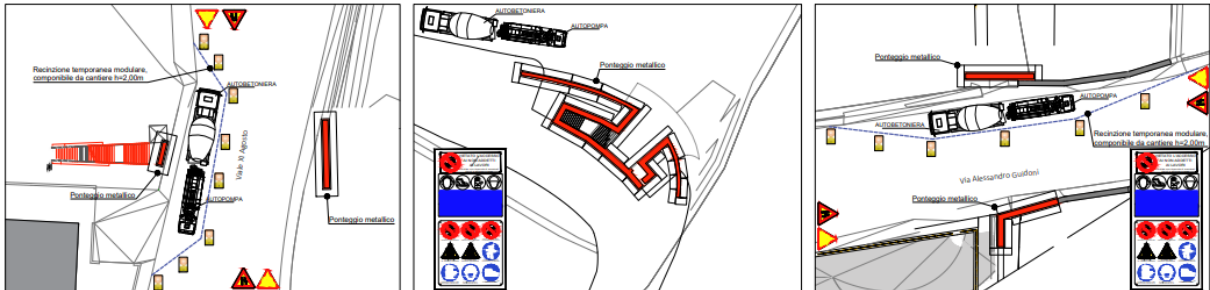 Recinzione temporanea modulare,
componibile da cantiere h=2,00m
AUTOBETONIERA
Viale XI Agosto
AUTOPOMPA
Ponteggio metallico
Ponteggio metallico
AUTOBETONIERA
AUTOPOMPA
Ponteggio metallico
Ponteggio metallico
AUTOPOMPA
AUTOBETONIERA
Recinzione temporanea modulare,
componibile da cantiere h=2,00m
Via Alessandro Guidoni
Ponteggio metallico